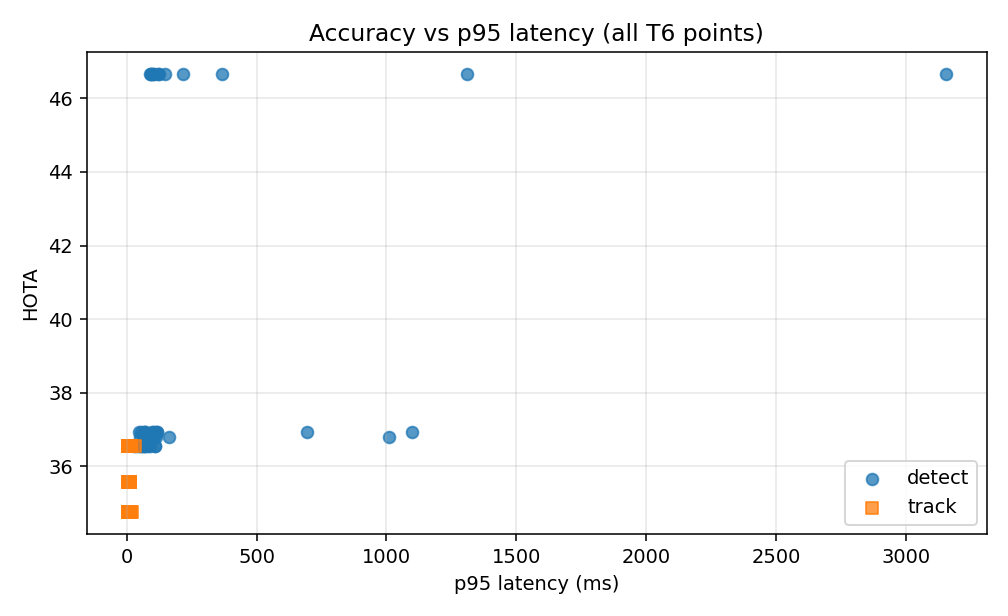 Accuracy vs p95 latency (all T6 points)
HOTA
46
44
42
40
38
36
detect
track
0 500 1000 1500 2000 2500 3000
p95 latency (ms)